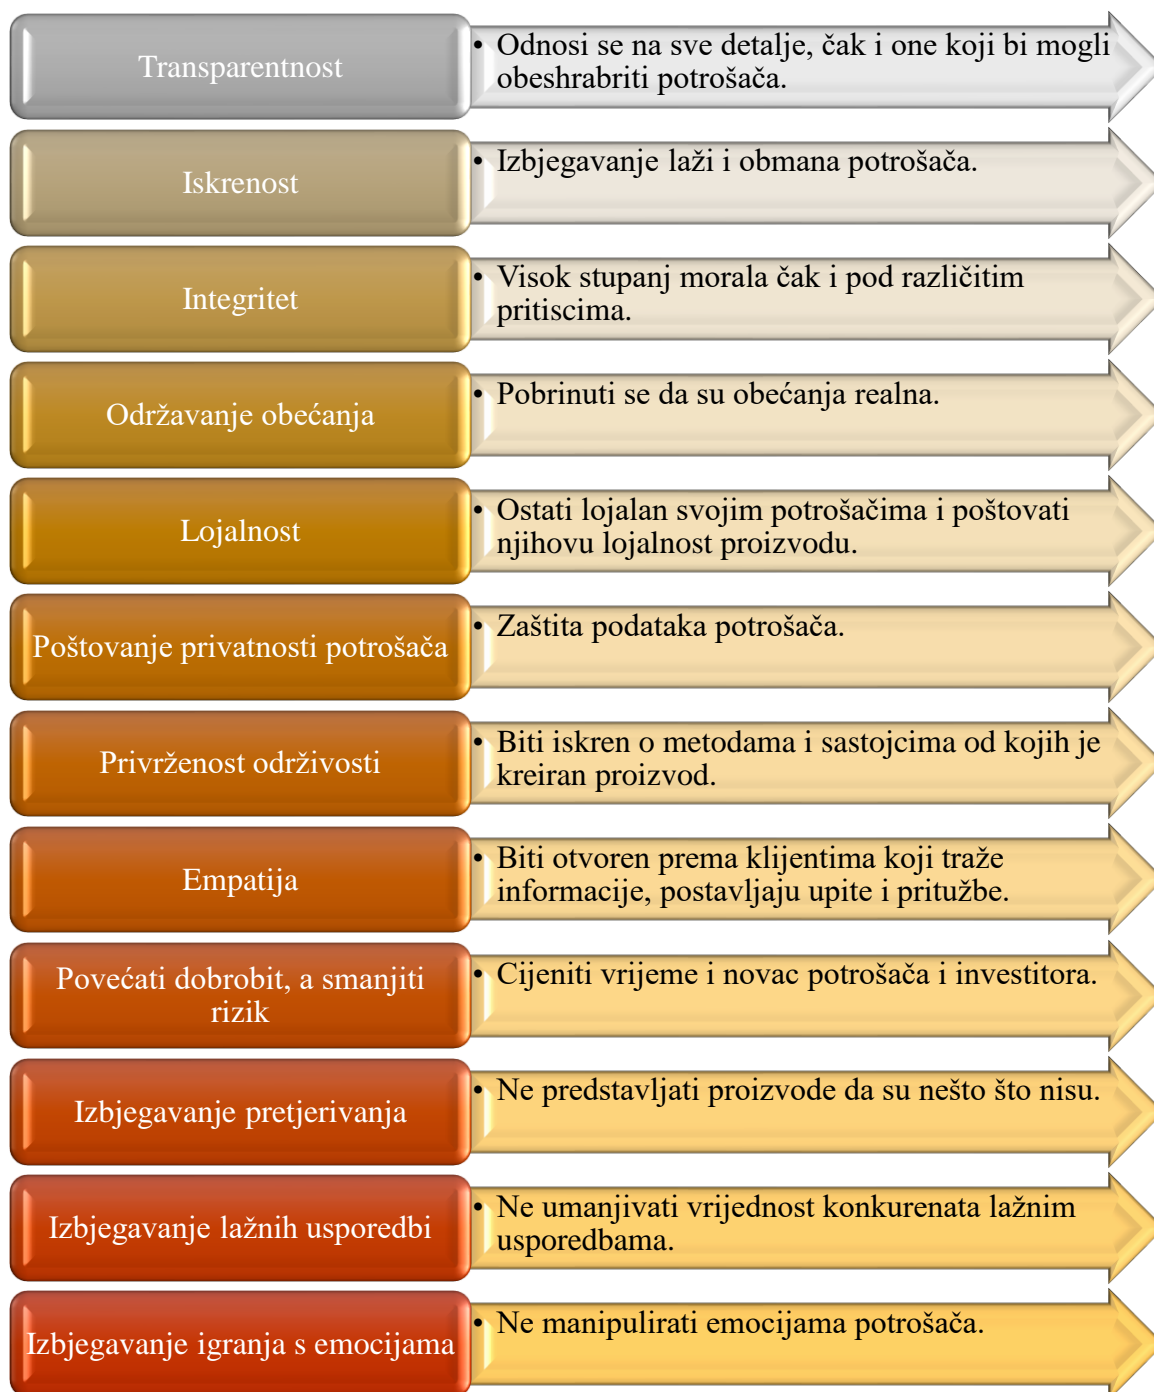 Transparentnost
• Odnosi se na sve detalje, čak i one koji bi mogli
obeshrabriti potrošača.
Iskrenost
• Izbjegavanje laži i obmana potrošača.
Integritet
• Visok stupanj morala čak i pod različitim
pritiscima.
Održavanje obećanja
• Pobrinuti se da su obećanja realna.
Lojalnost
• Ostati lojalan svojim potrošačima i poštovati
njihovu lojalnost proizvodu.
Poštovanje privatnosti potrošača
• Zaštita podataka potrošača.
Privrženost održivosti
• Biti iskren o metodama i sastojcima od kojih je
kreiran proizvod.
Empatija
• Biti otvoren prema klijentima koji traže
informacije, postavljaju upite i pritužbe.
Povećati dobrobit, a smanjiti
rizik
• Cijeniti vrijeme i novac potrošača i investitora.
Izbjegavanje pretjerivanja
• Ne predstavljati proizvode da su nešto što nisu.
Izbjegavanje lažnih usporedbi
• Ne umanjivati vrijednost konkurenata lažnim
usporedbama.
Izbjegavanje igranja s emocijama
• Ne manipulirati emocijama potrošača.